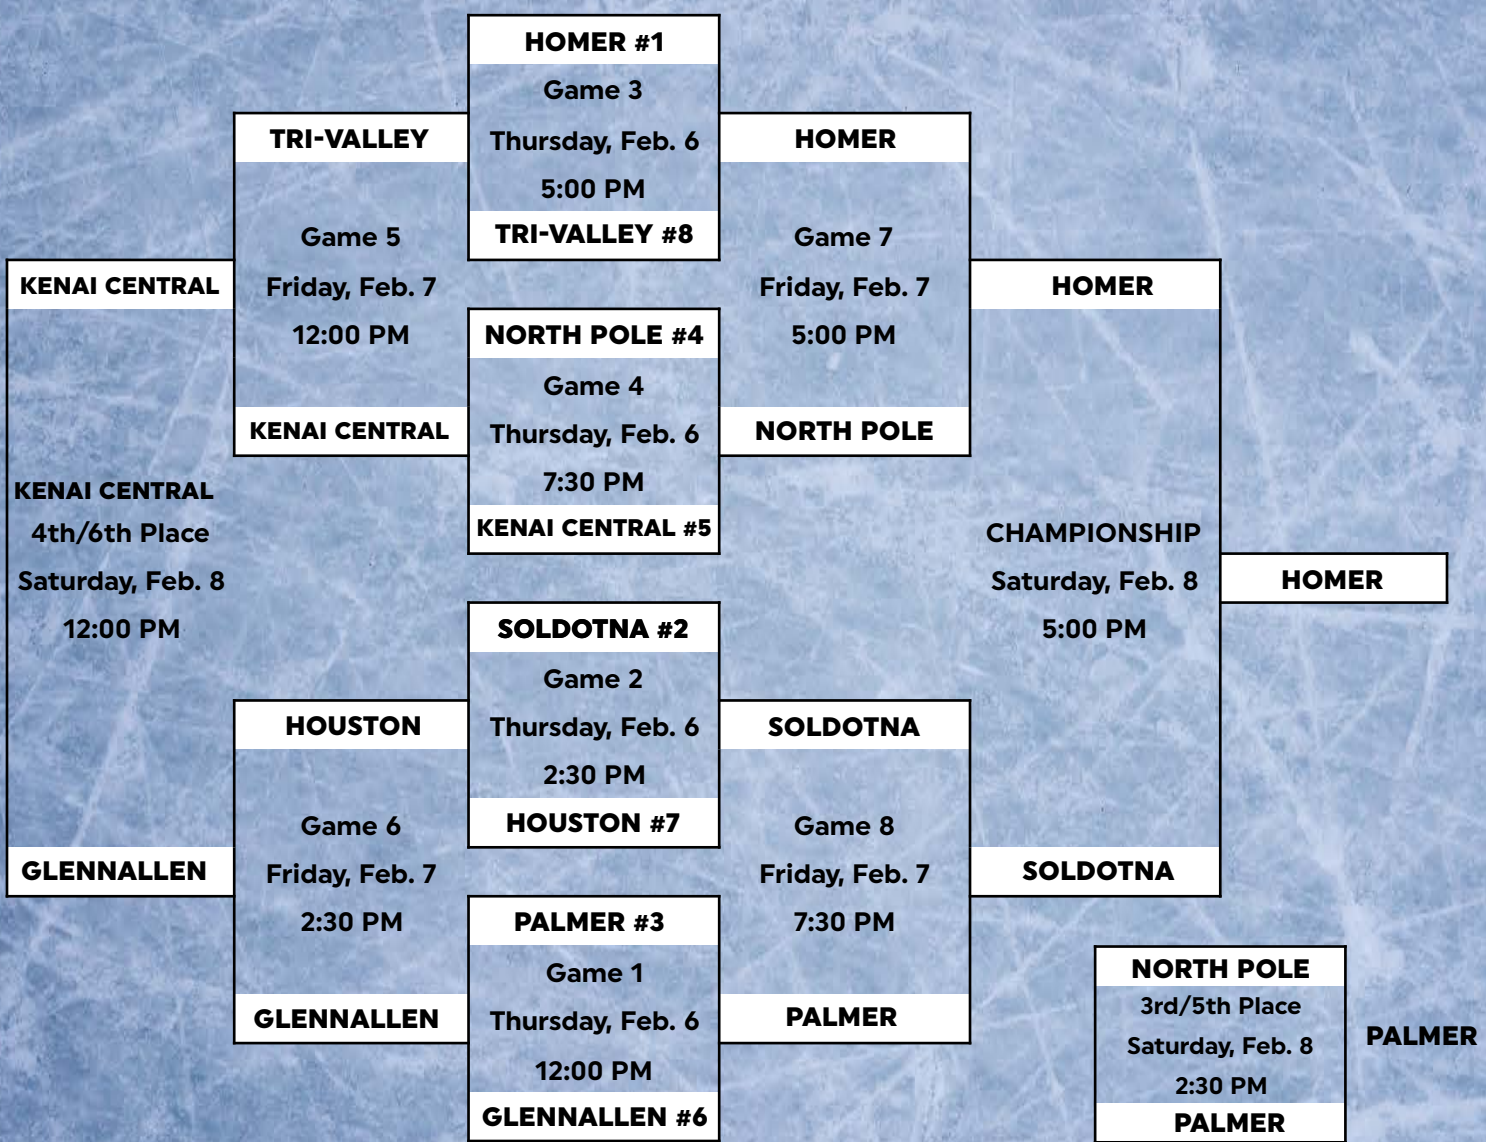 HOMER #1
Game 3
Thursday, Feb. 6
5:00 PM
TRI-VALLEY #8
TRI-VALLEY
Game 5
Friday, Feb. 7
12:00 PM
KENAI CENTRAL
HOMER
Game 7
Friday, Feb. 7
5:00 PM
NORTH POLE
NORTH POLE #4
Game 4
Thursday, Feb. 6
7:30 PM
KENAI CENTRAL #5
KENAI CENTRAL
KENAI CENTRAL
4th/6th Place
Saturday, Feb. 8
12:00 PM
GLENNALLEN
HOMER
CHAMPIONSHIP
Saturday, Feb. 8
5:00 PM
SOLDOTNA
HOMER
SOLDOTNA #2
Game 2
Thursday, Feb. 6
2:30 PM
HOUSTON #7
HOUSTON
Game 6
Friday, Feb. 7
2:30 PM
GLENNALLEN
SOLDOTNA
Game 8
Friday, Feb. 7
7:30 PM
PALMER
PALMER #3
Game 1
Thursday, Feb. 6
12:00 PM
GLENNALLEN #6
NORTH POLE
3rd/5th Place
Saturday, Feb. 8
2:30 PM
PALMER
PALMER